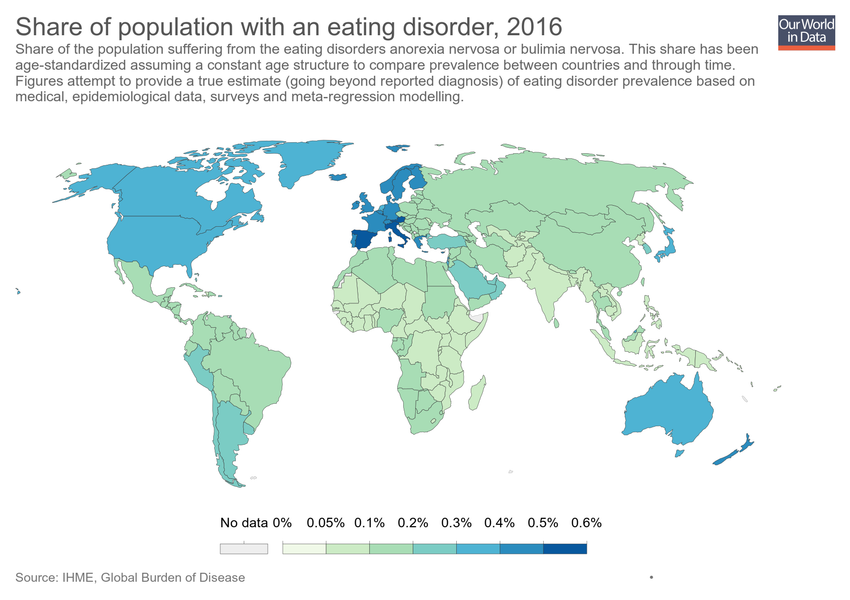 Share of population with an eating disorder, 2016
Our World
in Data
Share of the population suffering from the eating disorders anorexia nervosa or bulimia nervosa. This share has been
age-standardized assuming a constant age structure to compare prevalence between countries and through time.
Figures attempt to provide a true estimate (going beyond reported diagnosis) of eating disorder prevalence based on
medical, epidemiological data, surveys and meta-regression modelling.
No data 0% 0.05% 0.1% 0.2% 0.3% 0.4% 0.5% 0.6%
Source: IHME, Global Burden of Disease